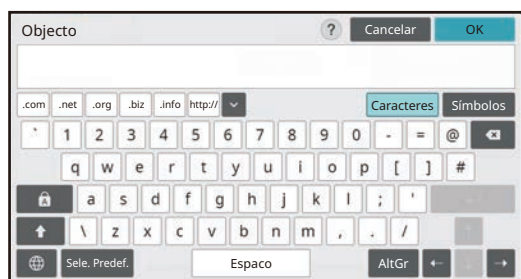 Objecto ? Cancelar OK
.com .net .org .biz .info http:// Caracteres Símbolos
` 1 2 3 4 5 6 7 8 9 0 - = @
q w e r t y u i o p [ ] #
a s d f g h j k l ; '
\ z x c v b n m , . /
Sele. Predef. Espaco AltGr ← →